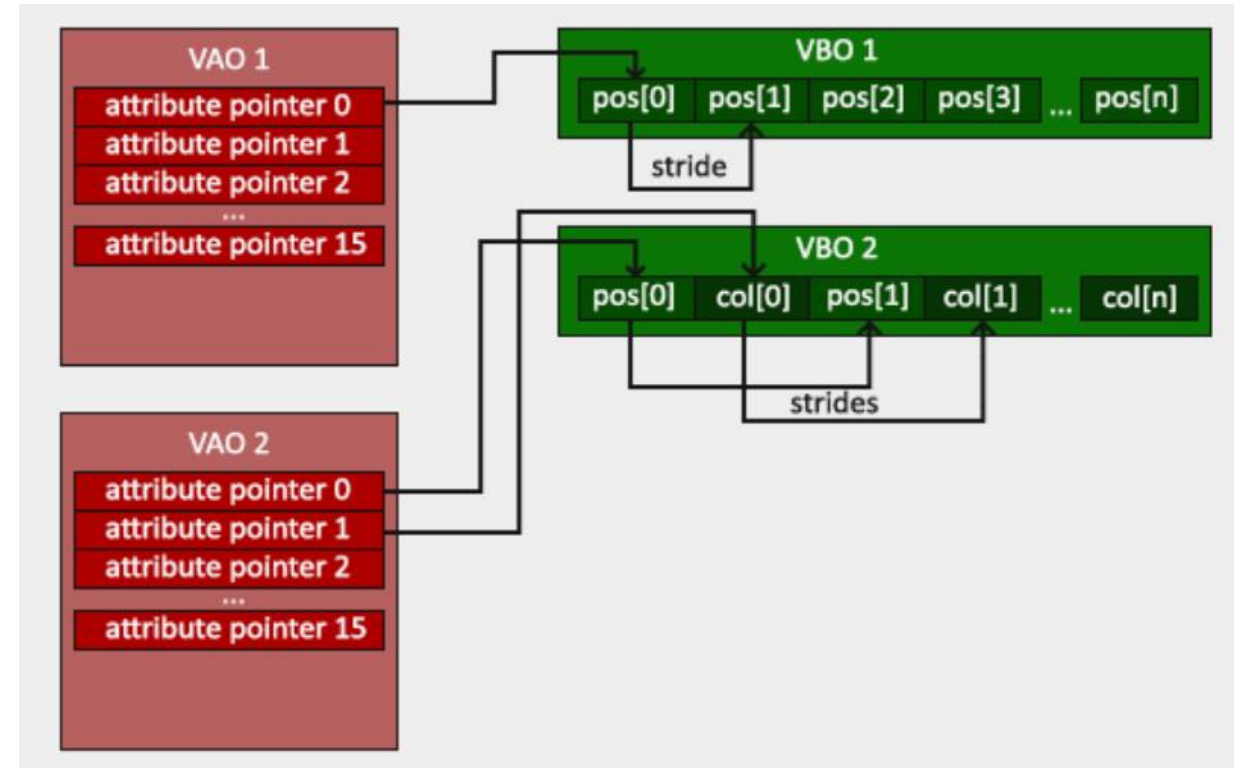 VAO 1
attribute pointer 0
attribute pointer 1
attribute pointer 2
...
attribute pointer 15
VBO 1
pos[0] pos[1] pos[2] pos[3] ... pos[n]
stride
VBO 2
pos[0] col[0] pos[1] col[1] ... col[n]
strides
VAO 2
attribute pointer 0
attribute pointer 1
attribute pointer 2
...
attribute pointer 15